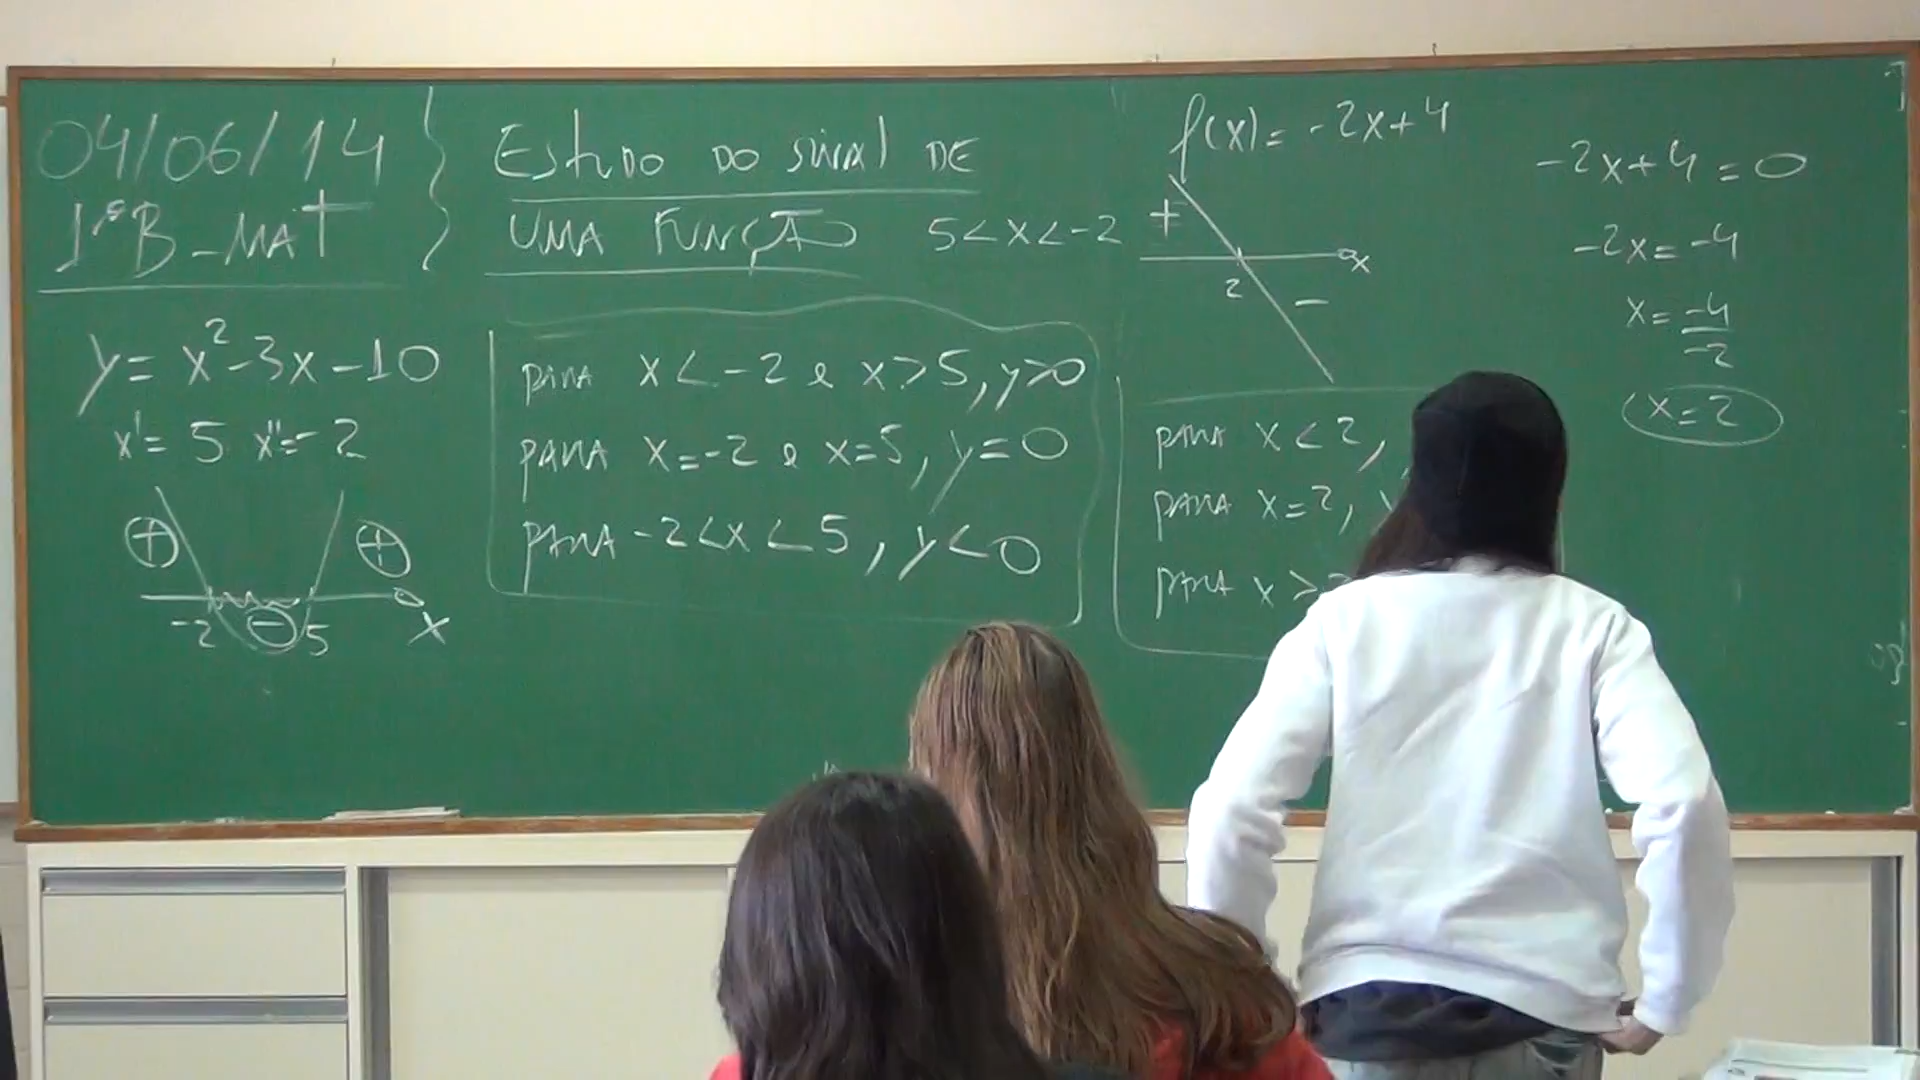 04/06/14
1ºB - MAT
ESTUDO DO SINAL DE
UMA FUNÇÃO
5<x<-2
y = x² - 3x - 10
x' = 5 x'' = -2
+ +
-2 - 5 x
para x < -2 e x > 5, y>0
para x = -2 e x = 5, y = 0
para -2 < x < 5, y < 0
f(x) = -2x+4
+
x
2 -
para x < 2,
para x = 2,
para x >
-2x+4 = 0
-2x = -4
x = -4
-2
x = 2